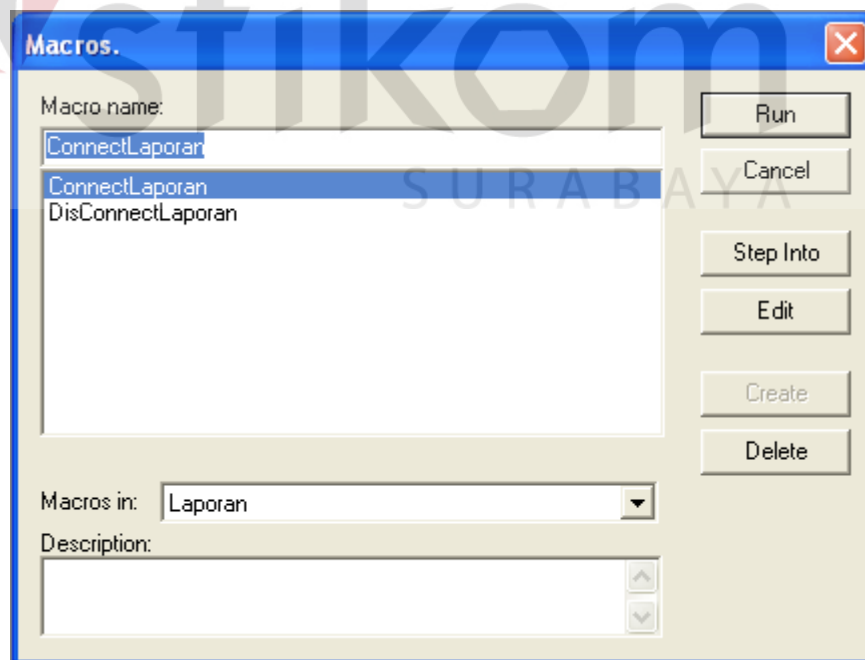 stikom
SURABAYA
Macros.
Macro name:
ConnectLaporan
ConnectLaporan
DisConnectLaporan
Run
Cancel
Step Into
Edit
Create
Delete
Macros in:
Laporan
Description: